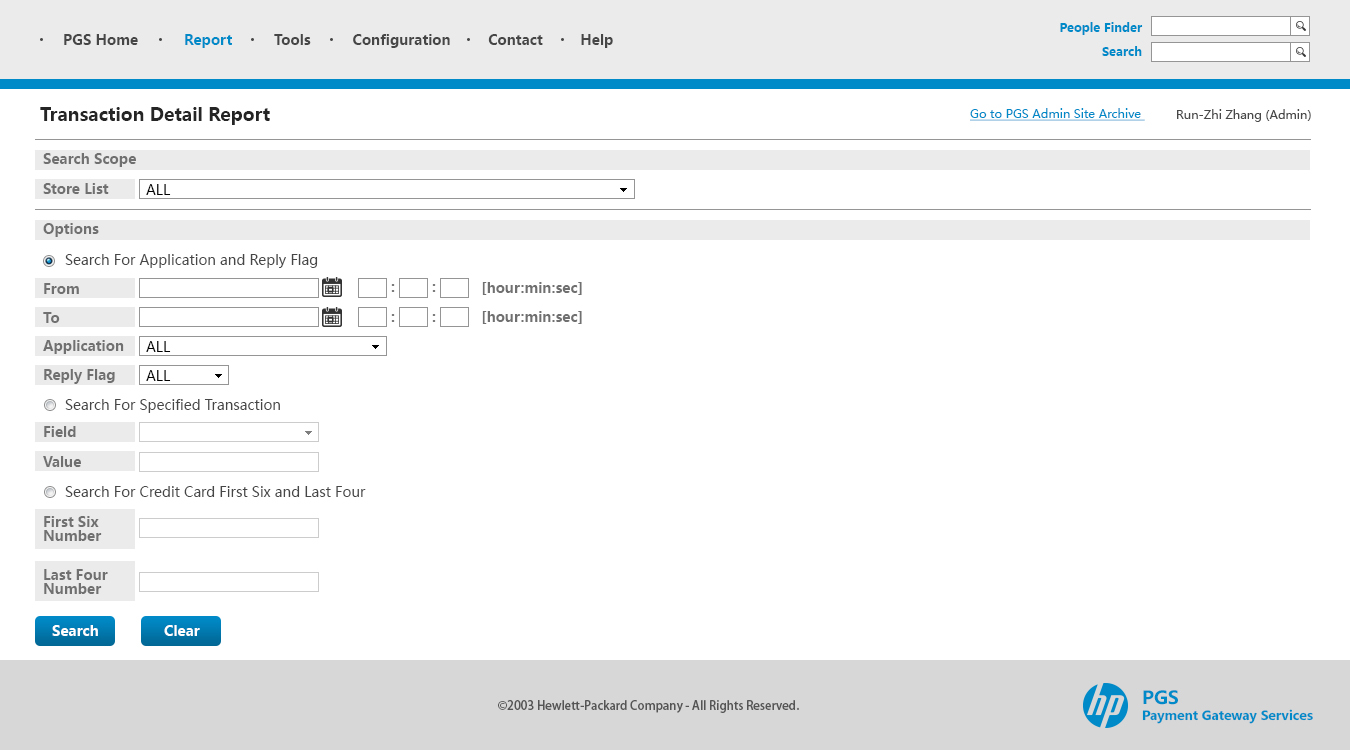 PGS Home · Report · Tools · Configuration · Contact · Help
People Finder
Search
Transaction Detail Report
Go to PGS Admin Site Archive
Run-Zhi Zhang (Admin)
Search Scope
Store List ALL
Options
Search For Application and Reply Flag
From : : [hour:min:sec]
To : : [hour:min:sec]
Application ALL
Reply Flag ALL
Search For Specified Transaction
Field
Value
Search For Credit Card First Six and Last Four
First Six
Number
Last Four
Number
Search Clear
©2003 Hewlett-Packard Company - All Rights Reserved.
hp
PGS
Payment Gateway Services